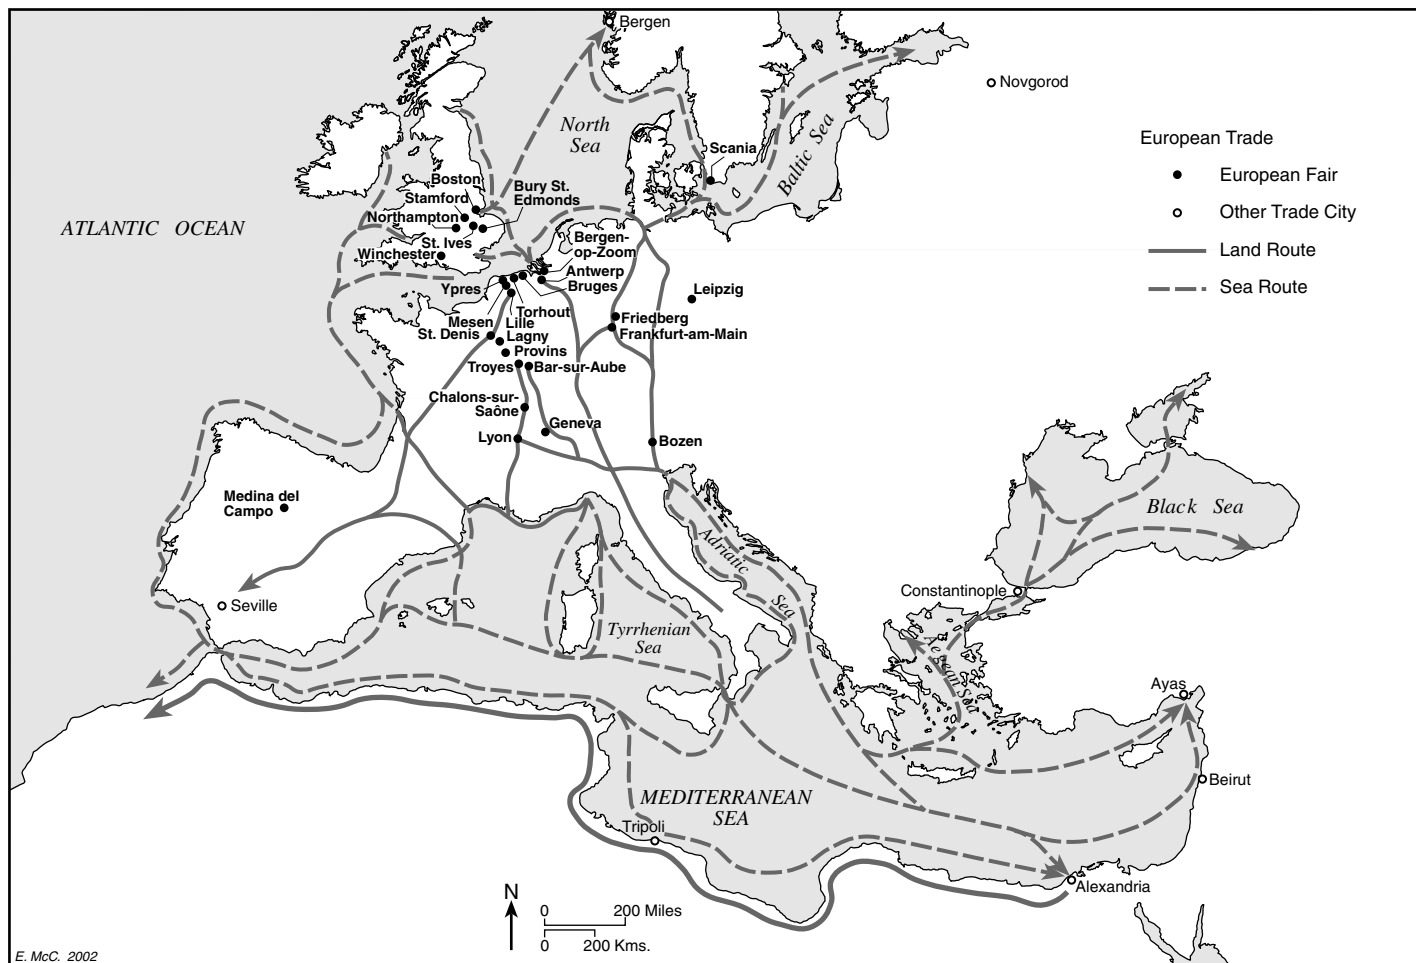 Bergen
Novgorod
North
Sea
Baltic Sea
European Trade
European Fair
Other Trade City
Land Route
Sea Route
Scania
ATLANTIC OCEAN
Boston
Stamford
Northampton
St. Ives
Winchester
Bury St.
Edmonds
Bergen-
op-Zoom
Antwerp
Bruges
Ypres
Torhout
Mesen
Lille
St. Denis
Lagny
Provins
Troyes
Bar-sur-Aube
Leipzig
Friedberg
Frankfurt-am-Main
Chalons-sur-
Saône
Geneva
Lyon
Bozen
Medina del
Campo
Seville
Black Sea
Adriatic
Sea
Constantinople
Tyrrhenian
Sea
Aegean Sea
Ayas
Beirut
MEDITERRANEAN
SEA
Tripoli
Alexandria
N
0 200 Miles
0 200 Kms.
E. McC. 2002